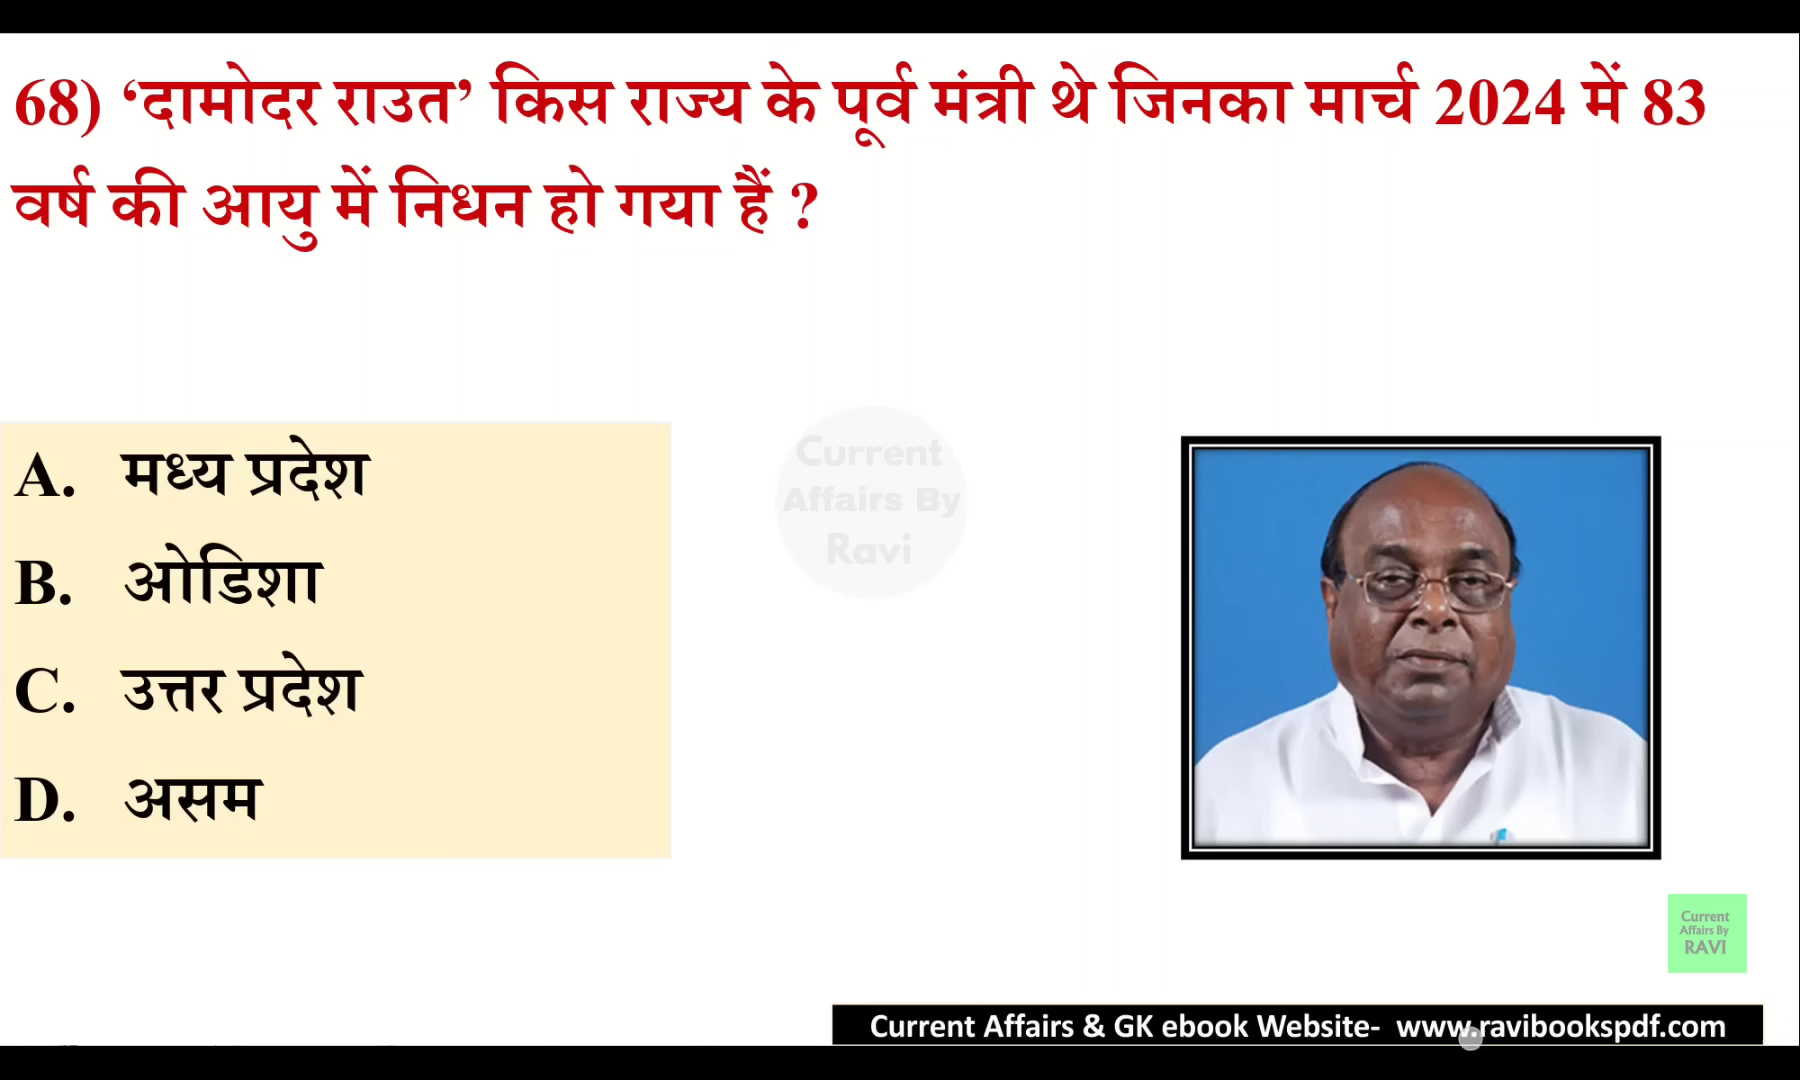 68) ‘दामोदर राउत’ किस राज्य के पूर्व मंत्री थे जिनका मार्च 2024 में 83
वर्ष की आयु में निधन हो गया हैं ?
A. मध्य प्रदेश
B. ओडिशा
C. उत्तर प्रदेश
D. असम
Current
Affairs By
Ravi
Current
Affairs By
RAVI
Current Affairs & GK ebook Website- www.ravibookspdf.com